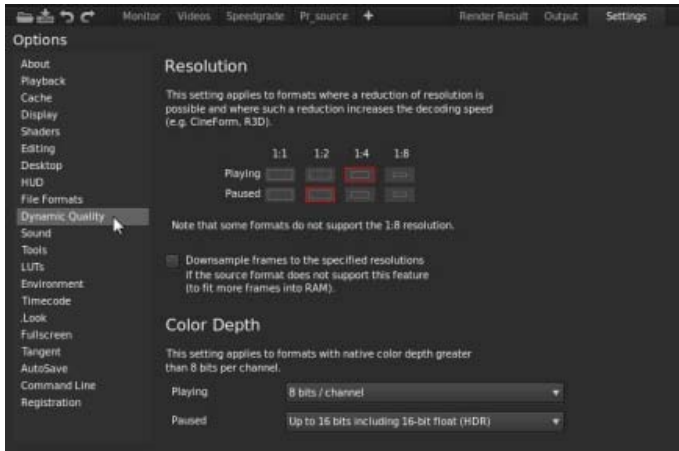 Monitor Videos Speedgrade Pr_source + Render Result Output Settings
Options
About
Playback
Cache
Display
Shaders
Editing
Desktop
HUD
File Formats
Dynamic Quality
Sound
Tools
LUTs
Environment
Timecode
.Look
Fullscreen
Tangent
AutoSave
Command Line
Registration
Resolution
This setting applies to formats where a reduction of resolution is
possible and where such a reduction increases the decoding speed
(e.g. CineForm, R3D).
1:1 1:2 1:4 1:8
Playing
Paused
Note that some formats do not support the 1:8 resolution.
Downsample frames to the specified resolutions
If the source format does not support this feature
(to fit more frames into RAM).
Color Depth
This setting applies to formats with native color depth greater
than 8 bits per channel.
Playing 8 bits / channel
Paused Up to 16 bits including 16-bit float (HDR)